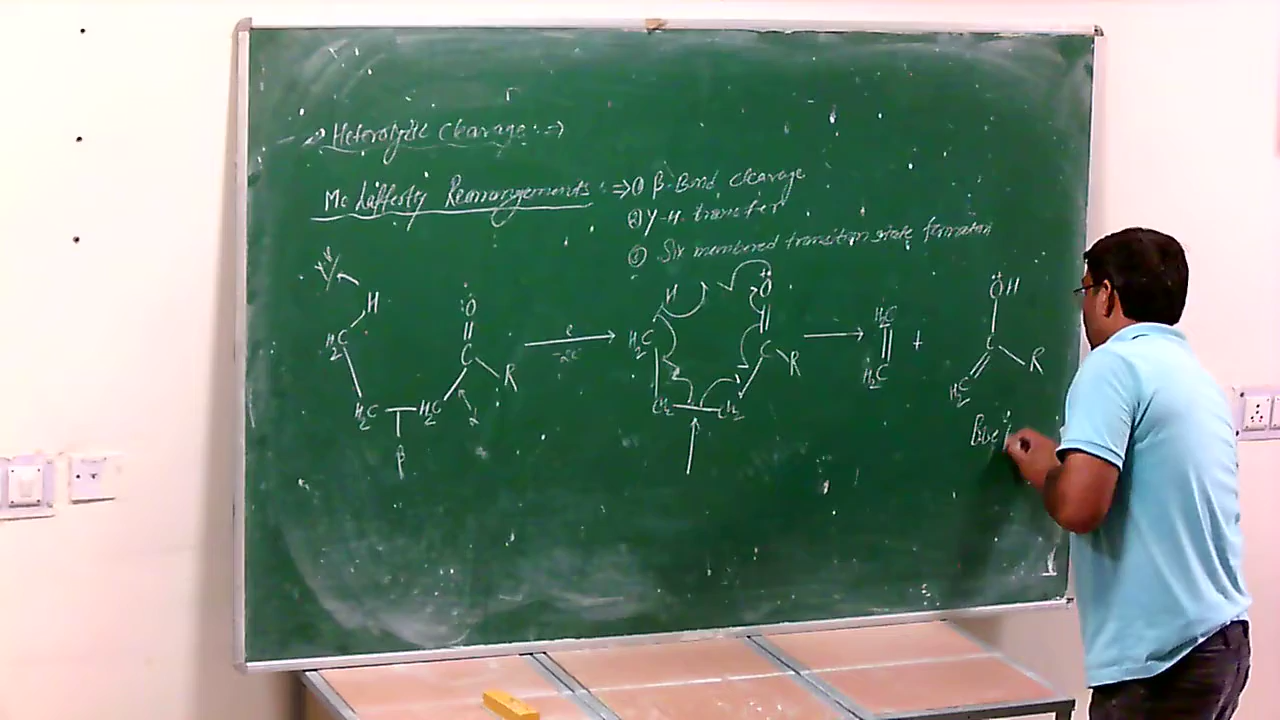 Heterolytic Cleavage :⇒
Mc Lafferty Rearrangements :⇒ ① β-Bond cleavage
② γ-H transfer
③ Six membered transition state formation
"γ"
H
H₂C
H₂C
H₂C
β
O
C
R
α
e
-2e
H
H₂C
CH₂
CH₂
O
C
R
H₂C
H₂C
+
OH
C
R
H₂C